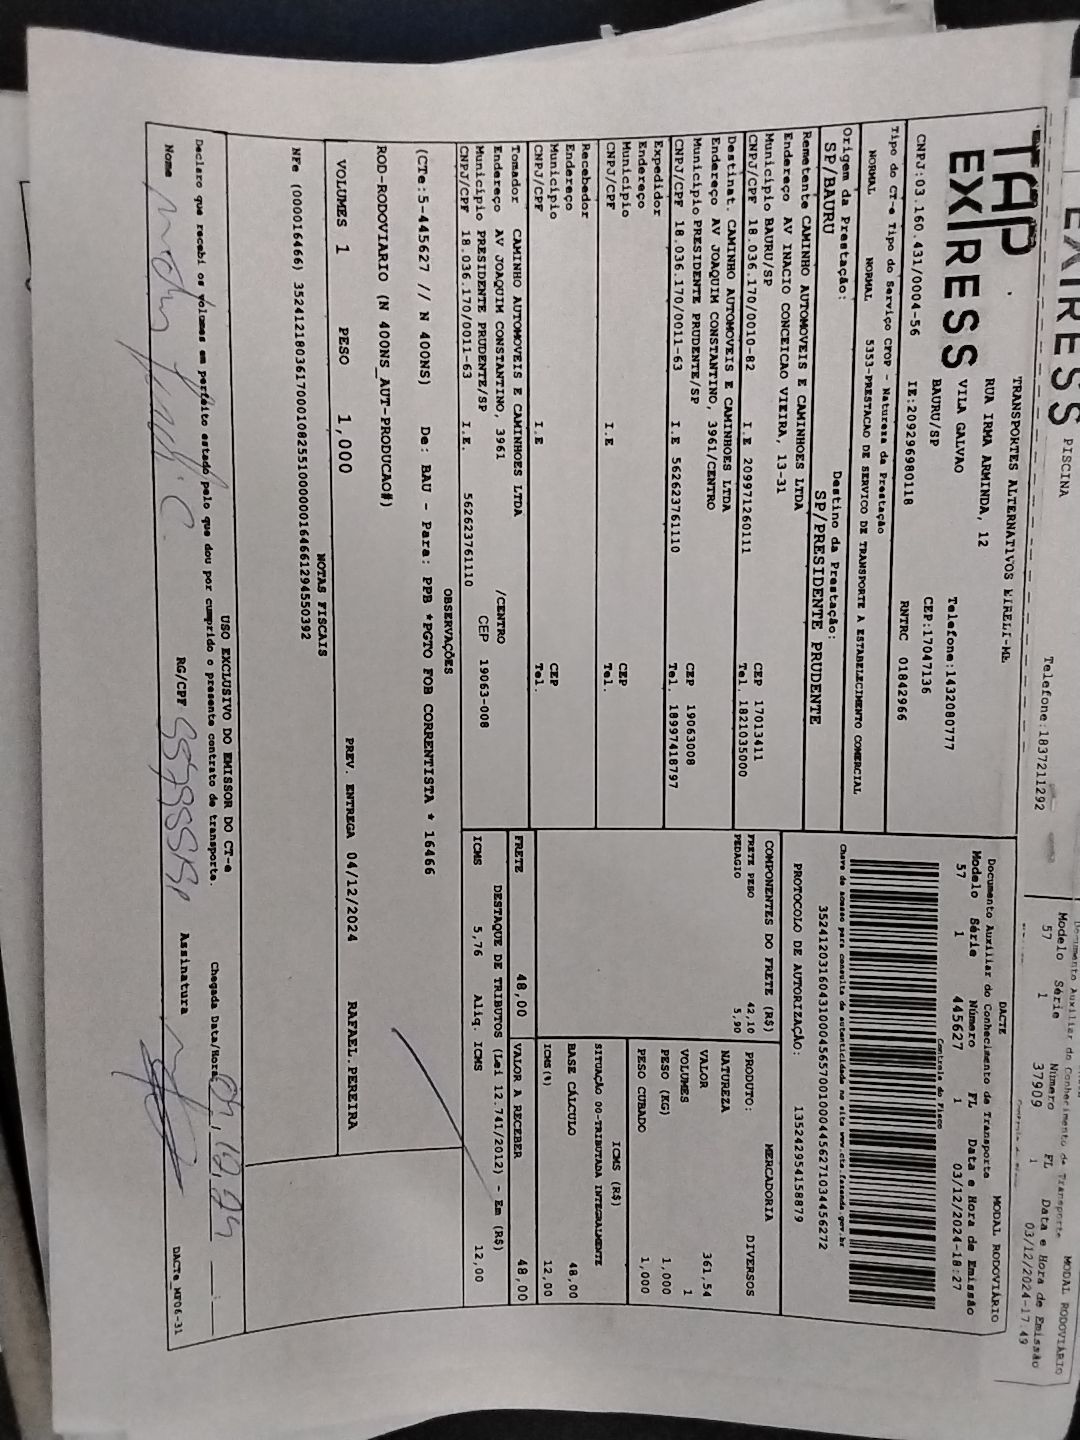 EXTRESS
PISCINA
Telefone:1837211292
Modelo Série Número FL Data e Hora de Emissão
57 1 37909 1 03/12/2024-17:49
MODAL RODOVIÁRIO
TAP
EXIRESS
TRANSPORTES ALTERNATIVOS EIRELI-ME
RUA IRMA ARMINDA, 12
VILA GALVAO
BAURU/SP
Telefone:1432080777
CEP:17047136
CNPJ:03.160.431/0004-56
IE:209296980118
RNTRC 01842966
DACTE
MODAL RODOVIÁRIO
Documento Auxiliar do Conhecimento de Transporte
Modelo Série Número FL Data e Hora de Emissão
57 1 445627 1 03/12/2024-18:27
Controle do Fisco
Tipo do CT-e Tipo do Serviço CFOP - Natureza da Prestação
NORMAL NORMAL 5353-PRESTACAO DE SERVICO DE TRANSPORTE A ESTABELECIMENTO COMERCIAL
Chave de acesso para consulta de autenticidade no site www.cte.fazenda.gov.br
35241203160431000456570010004456271034456272
PROTOCOLO DE AUTORIZAÇÃO: 135242954158879
Origem da Prestação: Destino da Prestação:
SP/BAURU SP/PRESIDENTE PRUDENTE
Remetente CAMINHO AUTOMOVEIS E CAMINHOES LTDA
Endereço AV INACIO CONCEICAO VIEIRA, 13-31
Município BAURU/SP CEP 17013411
CNPJ/CPF 18.036.170/0010-82 I.E 209971260111 Tel. 1821035000
Destinat. CAMINHO AUTOMOVEIS E CAMINHOES LTDA
Endereço AV JOAQUIM CONSTANTINO, 3961/CENTRO
Município PRESIDENTE PRUDENTE/SP CEP 19063008
CNPJ/CPF 18.036.170/0011-63 I.E 562623761110 Tel. 18997418797
Expedidor
Endereço
Município CEP
CNPJ/CPF I.E Tel.
Recebedor
Endereço
Município CEP
CNPJ/CPF I.E Tel.
Tomador CAMINHO AUTOMOVEIS E CAMINHOES LTDA
Endereço AV JOAQUIM CONSTANTINO, 3961 /CENTRO
Município PRESIDENTE PRUDENTE/SP CEP 19063-008
CNPJ/CPF 18.036.170/0011-63 I.E. 562623761110
COMPONENTES DO FRETE (R$)
FRETE PESO 42,10
PEDAGIO 5,90
MERCADORIA
PRODUTO: DIVERSOS
NATUREZA
VALOR 361,54
VOLUMES 1
PESO (KG) 1,000
PESO CUBADO 1,000
ICMS (R$)
SITUAÇÃO 00-TRIBUTADA INTEGRALMENTE
BASE CÁLCULO 48,00
ICMS(%) 12,00
FRETE 48,00 VALOR A RECEBER 48,00
DESTAQUE DE TRIBUTOS (Lei 12.741/2012) - Em (R$)
ICMS 5,76 Aliq. ICMS 12,00
OBSERVAÇÕES
(CTe:5-445627 // N 400NS) De: BAU - Para: PPB *PGTO FOB CORRENTISTA * 16466
ROD-RODOVIARIO (N 400NS_AUT-PRODUCAO#)
VOLUMES 1 PESO 1,000 PREV. ENTREGA 04/12/2024 RAFAEL.PEREIRA
NOTAS FISCAIS
NFe (000016466) 35241218036170001082551000000164661294550392
USO EXCLUSIVO DO EMISSOR DO CT-e
Declaro que recebi os volumes em perfeito estado pelo que dou por cumprido o presente contrato de transporte.
Chegada Data/Hora
Nome RG/CPF Assinatura
DACTe_MF06-31